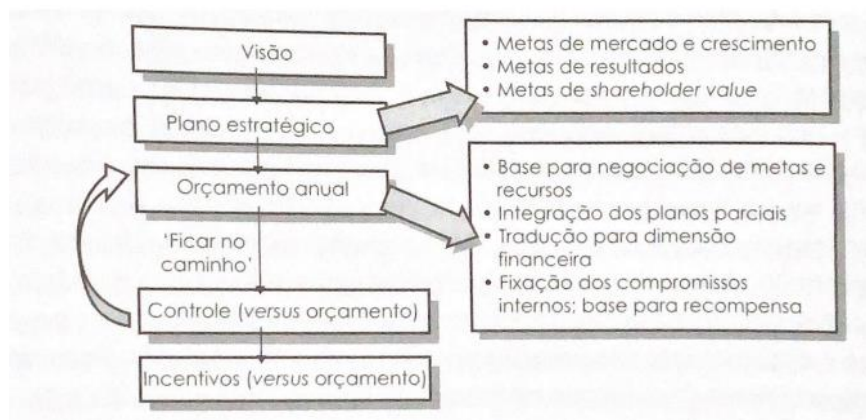 Visão
Plano estratégico
Orçamento anual
'Ficar no
caminho'
Controle (versus orçamento)
Incentivos (versus orçamento)
• Metas de mercado e crescimento
• Metas de resultados
• Metas de shareholder value
Base para negociação de metas e
recursos
• Integração dos planos parciais
• Tradução para dimensão
financeira
• Fixação dos compromissos
internos; base para recompensa